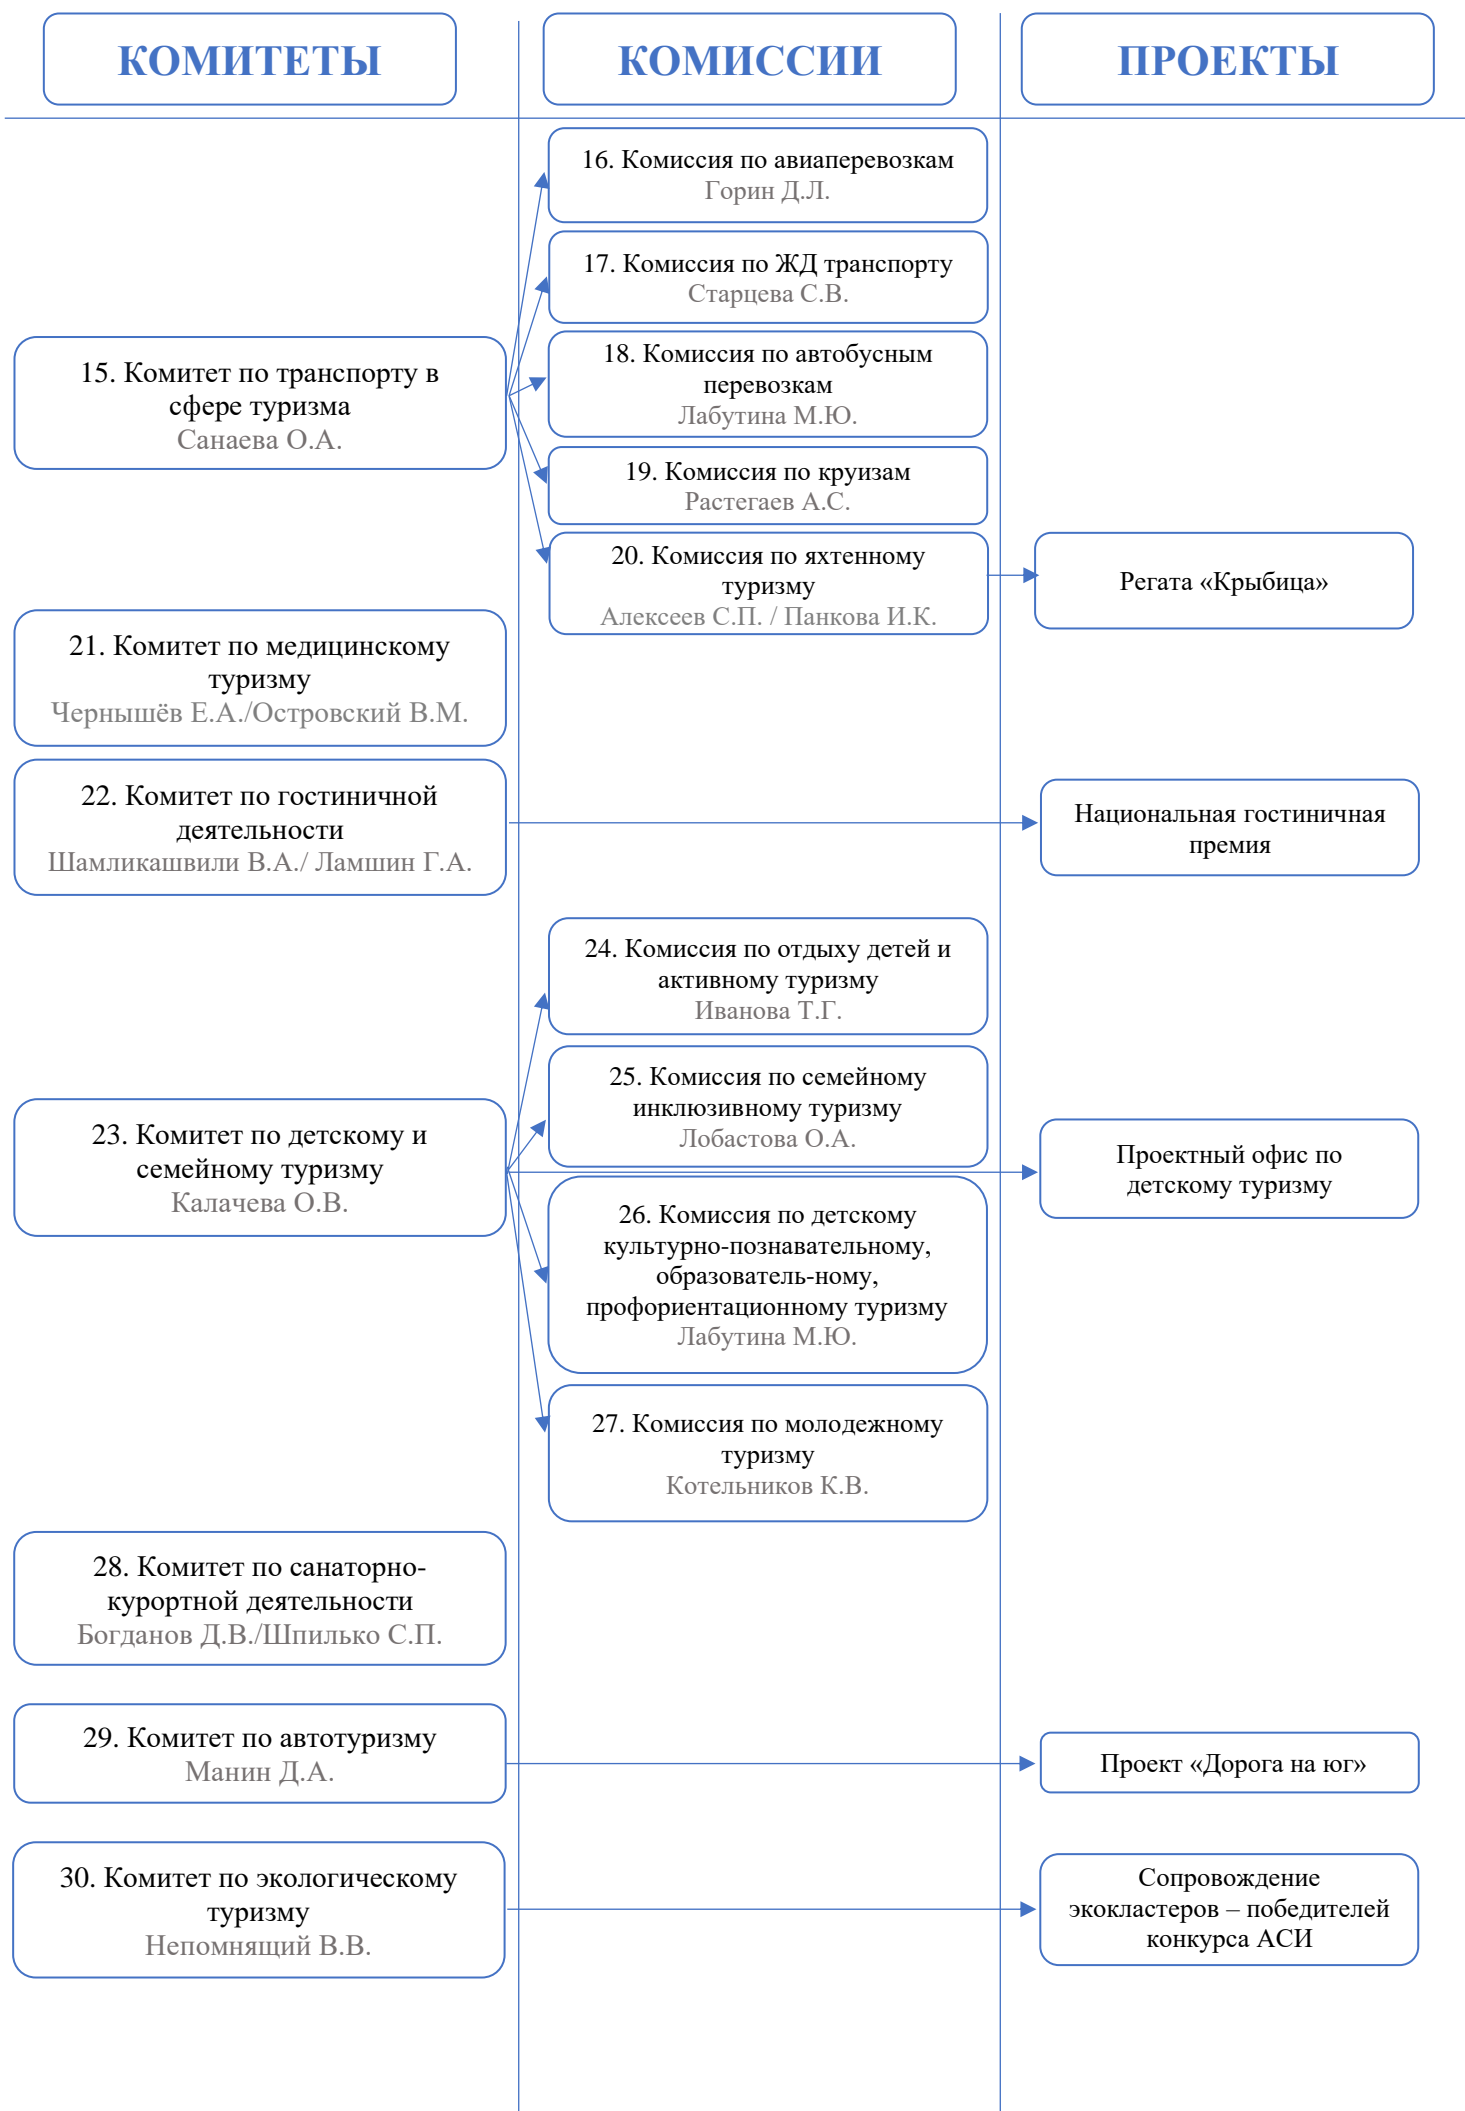 КОМИТЕТЫ
КОМИССИИ
ПРОЕКТЫ
16. Комиссия по авиаперевозкам
Горин Д.Л.
17. Комиссия по ЖД транспорту
Старцева С.В.
15. Комитет по транспорту в
сфере туризма
Санаева О.А.
18. Комиссия по автобусным
перевозкам
Лабутина М.Ю.
19. Комиссия по круизам
Растегаев А.С.
20. Комиссия по яхтенному
туризму
Алексеев С.П. / Панкова И.К.
Регата «Крыбица»
21. Комитет по медицинскому
туризму
Чернышёв Е.А./Островский В.М.
22. Комитет по гостиничной
деятельности
Шамликашвили В.А./ Ламшин Г.А.
Национальная гостиничная
премия
24. Комиссия по отдыху детей и
активному туризму
Иванова Т.Г.
25. Комиссия по семейному
инклюзивному туризму
Лобастова О.А.
23. Комитет по детскому и
семейному туризму
Калачева О.В.
Проектный офис по
детскому туризму
26. Комиссия по детскому
культурно-познавательному,
образователь-ному,
профориентационному туризму
Лабутина М.Ю.
27. Комиссия по молодежному
туризму
Котельников К.В.
28. Комитет по санаторно-
курортной деятельности
Богданов Д.В./Шпилько С.П.
29. Комитет по автотуризму
Манин Д.А.
Проект «Дорога на юг»
30. Комитет по экологическому
туризму
Непомнящий В.В.
Сопровождение
экокластеров – победителей
конкурса АСИ